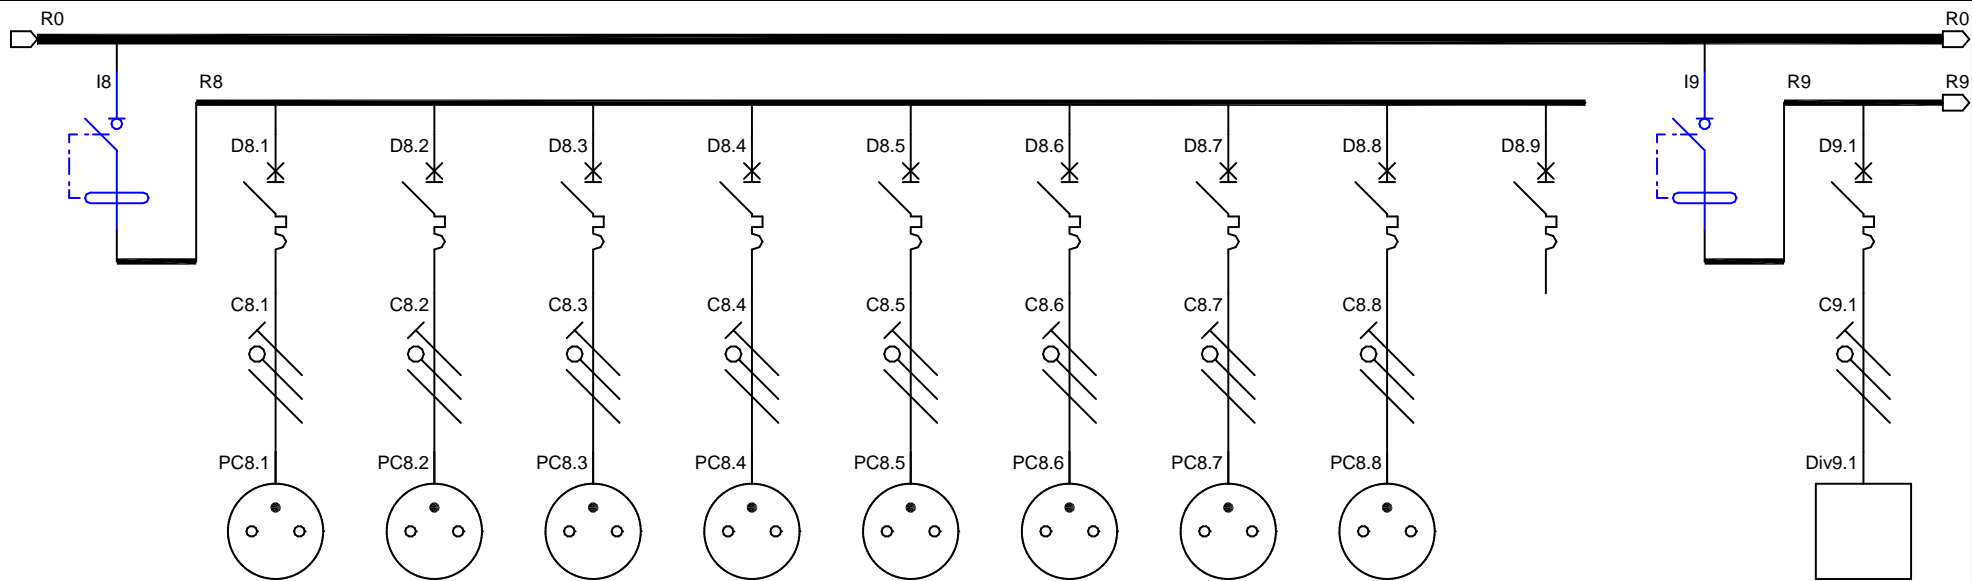 R0 R0
I8 R8 I9 R9 R9
D8.1 D8.2 D8.3 D8.4 D8.5 D8.6 D8.7 D8.8 D8.9 D9.1
C8.1 C8.2 C8.3 C8.4 C8.5 C8.6 C8.7 C8.8 C9.1
PC8.1 PC8.2 PC8.3 PC8.4 PC8.5 PC8.6 PC8.7 PC8.8 Div9.1